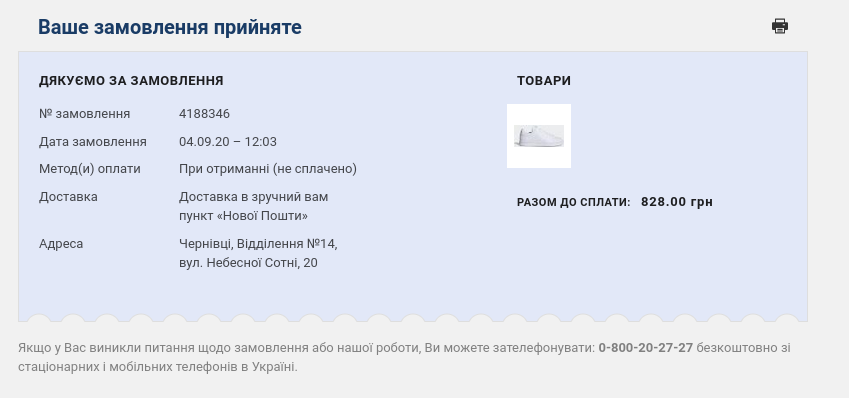 Ваше замовлення прийняте
ДЯКУЄМО ЗА ЗАМОВЛЕННЯ
№ замовлення 4188346
Дата замовлення 04.09.20 – 12:03
Метод(и) оплати При отриманні (не сплачено)
Доставка Доставка в зручний вам
пункт «Нової Пошти»
Адреса Чернівці, Відділення №14,
вул. Небесної Сотні, 20
ТОВАРИ
РАЗОМ ДО СПЛАТИ: 828.00 грн
Якщо у Вас виникли питання щодо замовлення або нашої роботи, Ви можете зателефонувати: 0-800-20-27-27 безкоштовно зі
стаціонарних і мобільних телефонів в Україні.